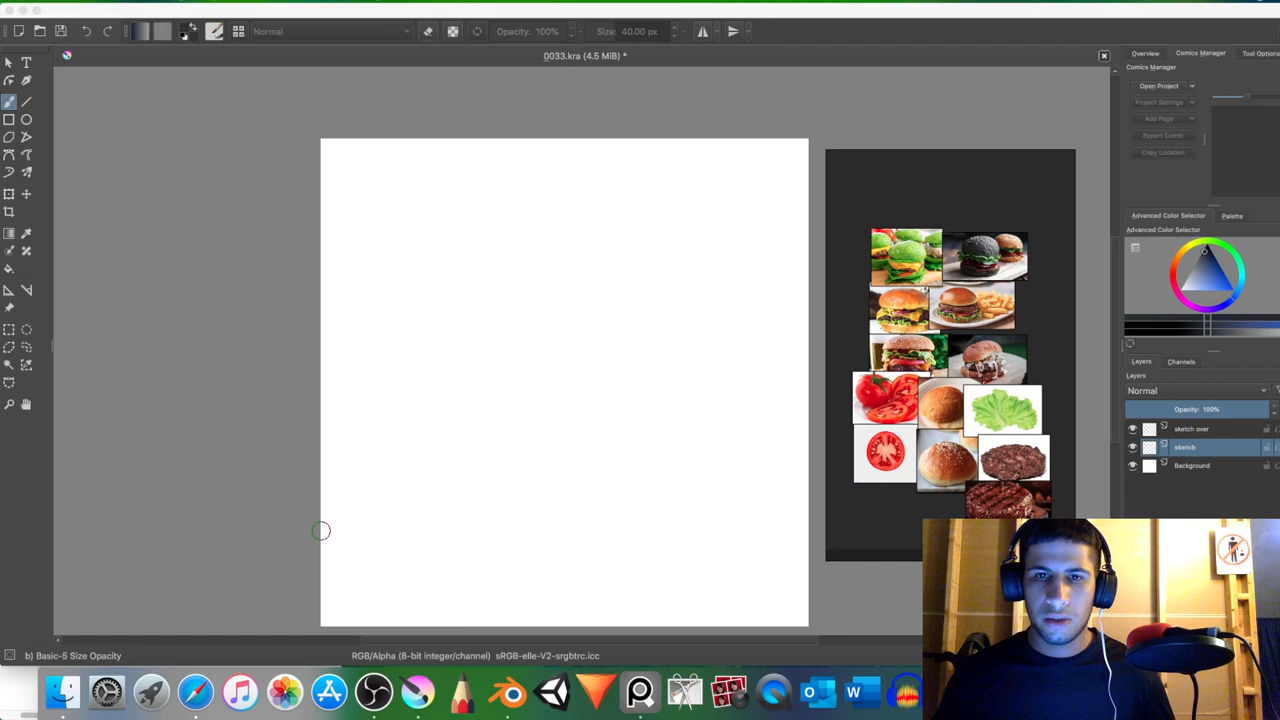 Normal
Opacity: 100%
Size: 40.00 px
0033.kra (4.5 MiB) *
Overview
Comics Manager
Tool Options
Comics Manager
Open Project
Project Settings
Add Page
Export Comic
Copy Location
Advanced Color Selector
Palette
Advanced Color Selector
Layers
Channels
Layers
Normal
Opacity: 100%
sketch over
sketch
Background
b) Basic-5 Size Opacity
RGB/Alpha (8-bit integer/channel) sRGB-elle-V2-srgbtrc.icc